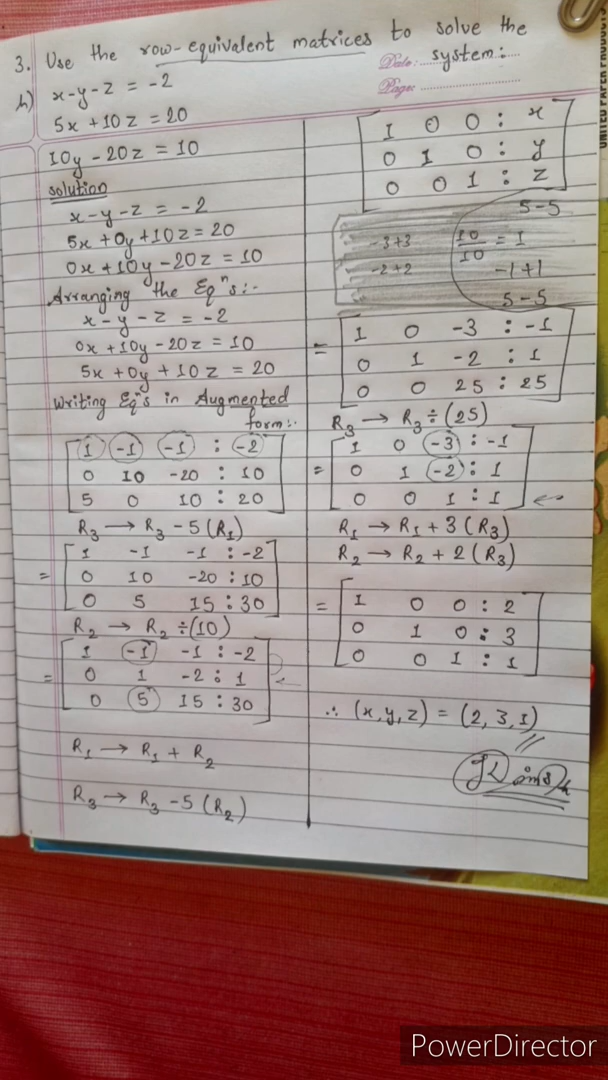 3. Use the row-equivalent matrices to solve the
system:
Date:
Page:
h) x-y-z = -2
5x+10z = 20
10y-20z = 10
solution
x-y-z = -2
5x+0y+10z = 20
0x+10y-20z = 10
Arranging the Eqⁿs:-
x-y-z = -2
0x+10y-20z = 10
5x+0y+10z = 20
Writing Eqⁿs in Augmented
form:-
1 -1 -1 : -2
0 10 -20 : 10
5 0 10 : 20
R₃ → R₃ - 5(R₁)
= 1 -1 -1 : -2
0 10 -20 : 10
0 5 15 : 30
R₂ → R₂ ÷ (10)
= 1 -1 -1 : -2
0 1 -2 : 1
0 5 15 : 30
R₁ → R₁ + R₂
R₃ → R₃ - 5(R₂)
1 0 0 : x
0 1 0 : y
0 0 1 : z
5-5
-3+3 10/10 = 1
-2+2 -1+1
5-5
= 1 0 -3 : -1
0 1 -2 : 1
0 0 25 : 25
R₃ → R₃ ÷ (25)
= 1 0 -3 : -1
0 1 -2 : 1
0 0 1 : 1
R₁ → R₁ + 3(R₃)
R₂ → R₂ + 2(R₃)
= 1 0 0 : 2
0 1 0 : 3
0 0 1 : 1
∴ (x,y,z) = (2,3,1)
PowerDirector